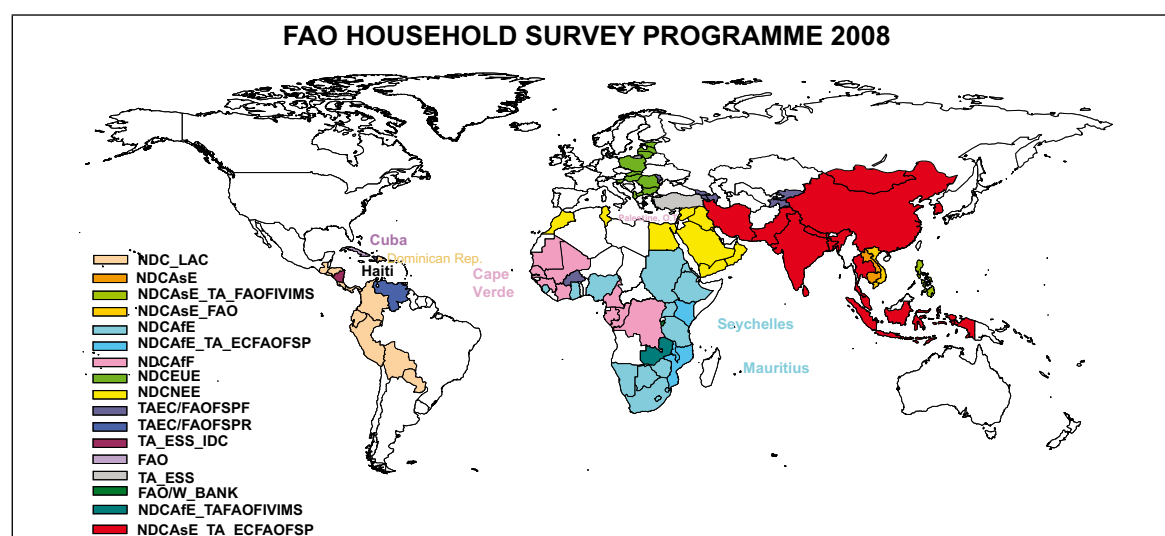 FAO HOUSEHOLD SURVEY PROGRAMME 2008
Palestine, O.
Cuba
Dominican Rep.
Haiti
Cape
Verde
Seychelles
Mauritius
NDC_LAC
NDCAsE
NDCAsE_TA_FAOFIVIMS
NDCAsE_FAO
NDCAfE
NDCAfE_TA_ECFAOFSP
NDCAfF
NDCEUE
NDCNEE
TAEC/FAOFSPF
TAEC/FAOFSPR
TA_ESS_IDC
FAO
TA_ESS
FAO/W_BANK
NDCAfE_TAFAOFIVIMS
NDCAsE_TA_ECFAOFSP